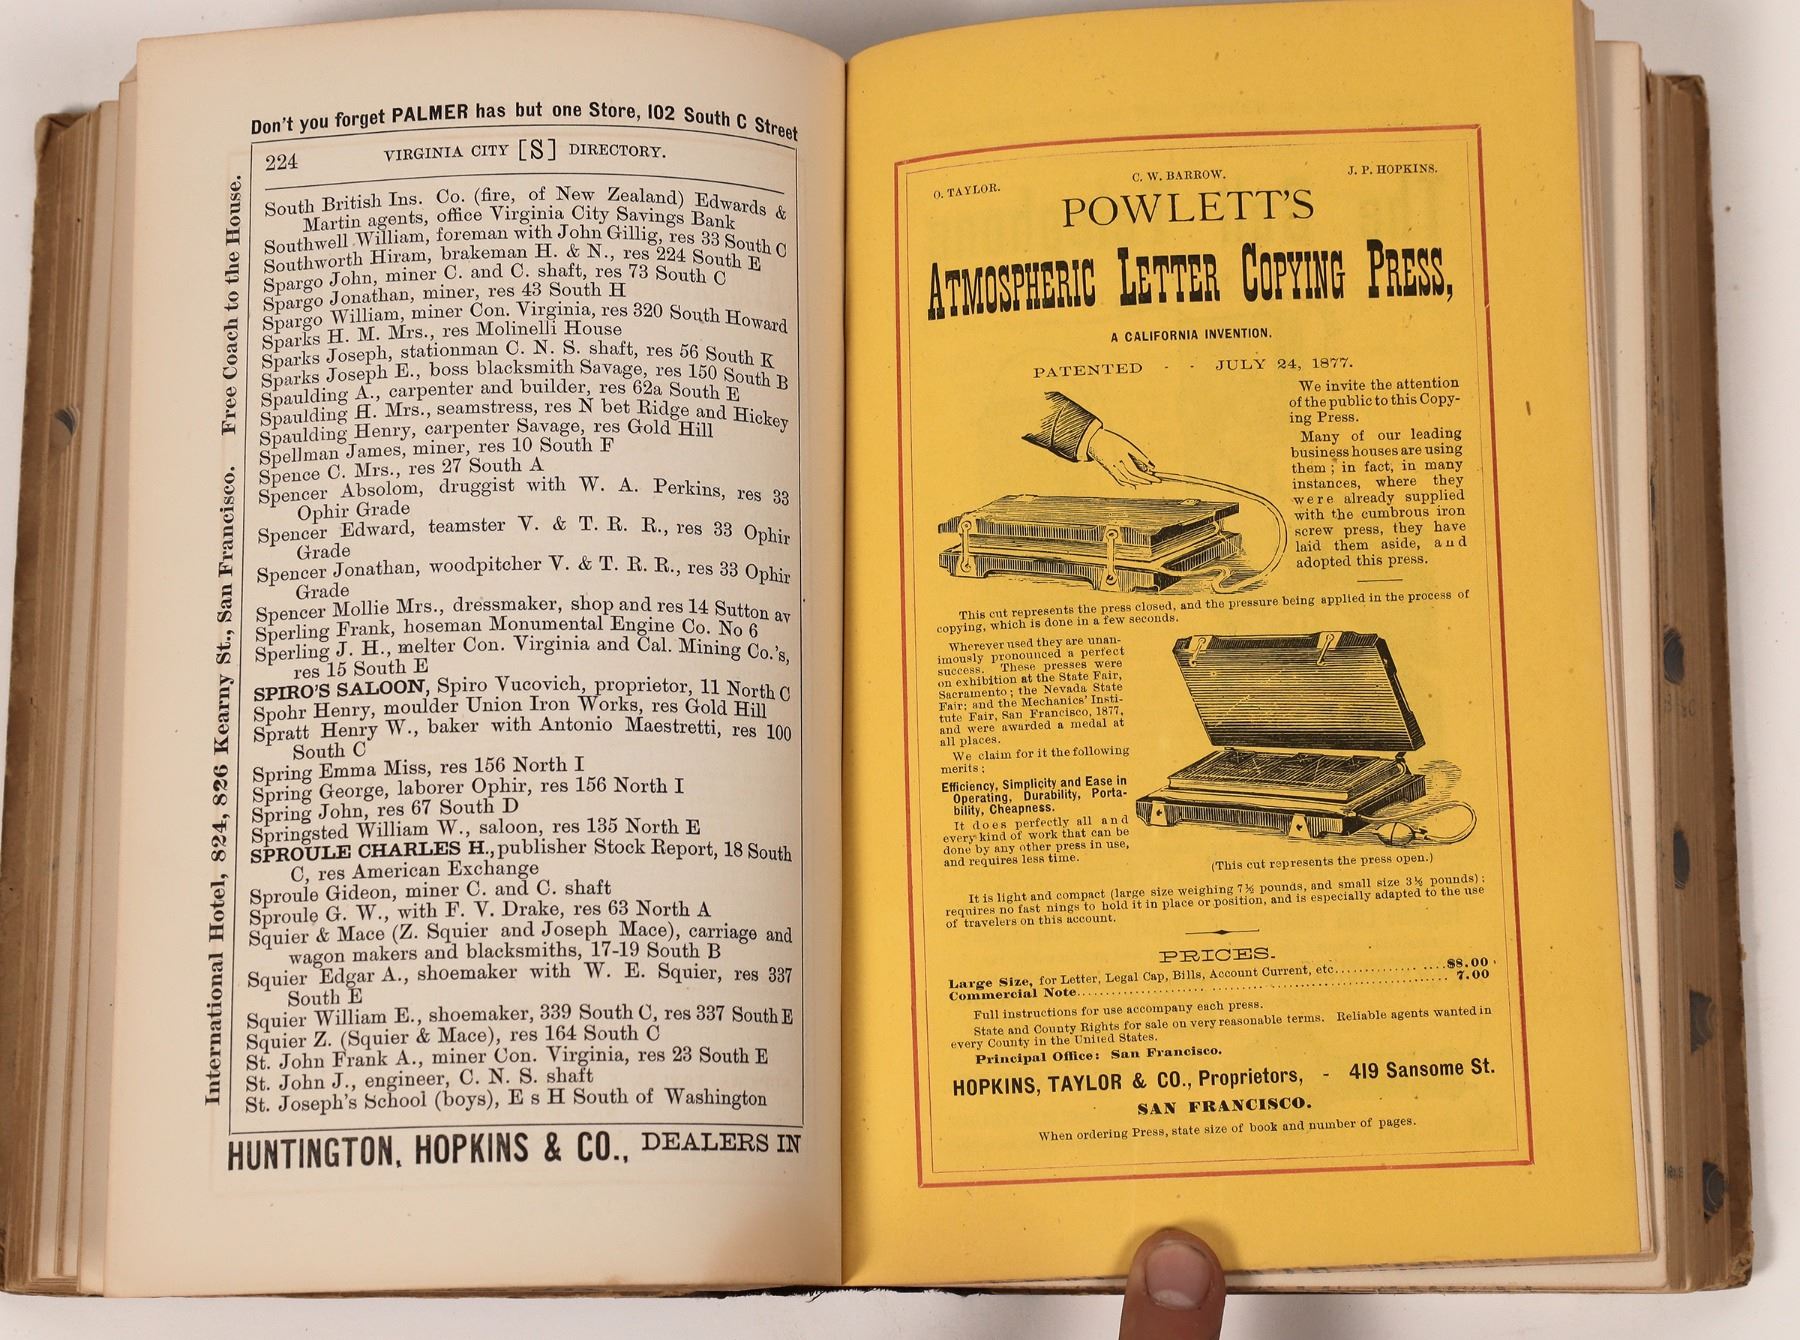 Don't you forget PALMER has but one Store, 102 South C Street
224 VIRGINIA CITY [S] DIRECTORY.
South British Ins. Co. (fire, of New Zealand) Edwards &
Martin agents, office Virginia City Savings Bank
Southwell William, foreman with John Gillig, res 33 South C
Southworth Hiram, brakeman H. & N., res 224 South E
Spargo John, miner C. and C. shaft, res 73 South C
Spargo Jonathan, miner, res 43 South H
Spargo William, miner Con. Virginia, res 320 South Howard
Sparks H. M. Mrs., res Molinelli House
Sparks Joseph, stationman C. N. S. shaft, res 56 South K
Sparks Joseph E., boss blacksmith Savage, res 150 South B
Spaulding A., carpenter and builder, res 62a South E
Spaulding H. Mrs., seamstress, res N bet Ridge and Hickey
Spaulding Henry, carpenter Savage, res Gold Hill
Spellman James, miner, res 10 South F
Spence C. Mrs., res 27 South A
Spencer Absolom, druggist with W. A. Perkins, res 33
Ophir Grade
Spencer Edward, teamster V. & T. R. R., res 33 Ophir
Grade
Spencer Jonathan, woodpitcher V. & T. R. R., res 33 Ophir
Grade
Spencer Mollie Mrs., dressmaker, shop and res 14 Sutton av
Sperling Frank, hoseman Monumental Engine Co. No 6
Sperling J. H., melter Con. Virginia and Cal. Mining Co.'s,
res 15 South E
SPIRO'S SALOON, Spiro Vucovich, proprietor, 11 North C
Spohr Henry, moulder Union Iron Works, res Gold Hill
Spratt Henry W., baker with Antonio Maestretti, res 100
South C
Spring Emma Miss, res 156 North I
Spring George, laborer Ophir, res 156 North I
Spring John, res 67 South D
Springsted William W., saloon, res 135 North E
SPROULE CHARLES H., publisher Stock Report, 18 South
C, res American Exchange
Sproule Gideon, miner C. and C. shaft
Sproule G. W., with F. V. Drake, res 63 North A
Squier & Mace (Z. Squier and Joseph Mace), carriage and
wagon makers and blacksmiths, 17-19 South B
Squier Edgar A., shoemaker with W. E. Squier, res 337
South E
Squier William E., shoemaker, 339 South C, res 337 South E
Squier Z. (Squier & Mace), res 164 South C
St. John Frank A., miner Con. Virginia, res 23 South E
St. John J., engineer, C. N. S. shaft
St. Joseph's School (boys), E s H South of Washington
HUNTINGTON, HOPKINS & CO., DEALERS IN
International Hotel, 824, 826 Kearny St., San Francisco. Free Coach to the House.
O. TAYLOR. C. W. BARROW. J. P. HOPKINS.
POWLETT'S
ATMOSPHERIC LETTER COPYING PRESS,
A CALIFORNIA INVENTION.
PATENTED - - JULY 24, 1877.
We invite the attention
of the public to this Copy-
ing Press.
Many of our leading
business houses are using
them ; in fact, in many
instances, where they
were already supplied
with the cumbrous iron
screw press, they have
laid them aside, and
adopted this press.
This cut represents the press closed, and the pressure being applied in the process of
copying, which is done in a few seconds.
Wherever used they are unan-
imously pronounced a perfect
success. These presses were
on exhibition at the State Fair,
Sacramento ; the Nevada State
Fair; and the Mechanics' Insti-
tute Fair, San Francisco, 1877,
and were awarded a medal at
all places.
We claim for it the following
merits ;
Efficiency, Simplicity and Ease in
Operating, Durability, Porta-
bility, Cheapness.
It does perfectly all and
every kind of work that can be
done by any other press in use,
and requires less time.
(This cut represents the press open.)
It is light and compact (large size weighing 7½ pounds, and small size 3½ pounds) ;
requires no fast nings to hold it in place or position, and is especially adapted to the use
of travelers on this account.
PRICES.
Large Size, for Letter, Legal Cap, Bills, Account Current, etc. $8.00
Commercial Note. 7.00
Full instructions for use accompany each press.
State and County Rights for sale on very reasonable terms. Reliable agents wanted in
every County in the United States.
Principal Office: San Francisco.
HOPKINS, TAYLOR & CO., Proprietors, - 419 Sansome St.
SAN FRANCISCO.
When ordering Press, state size of book and number of pages.